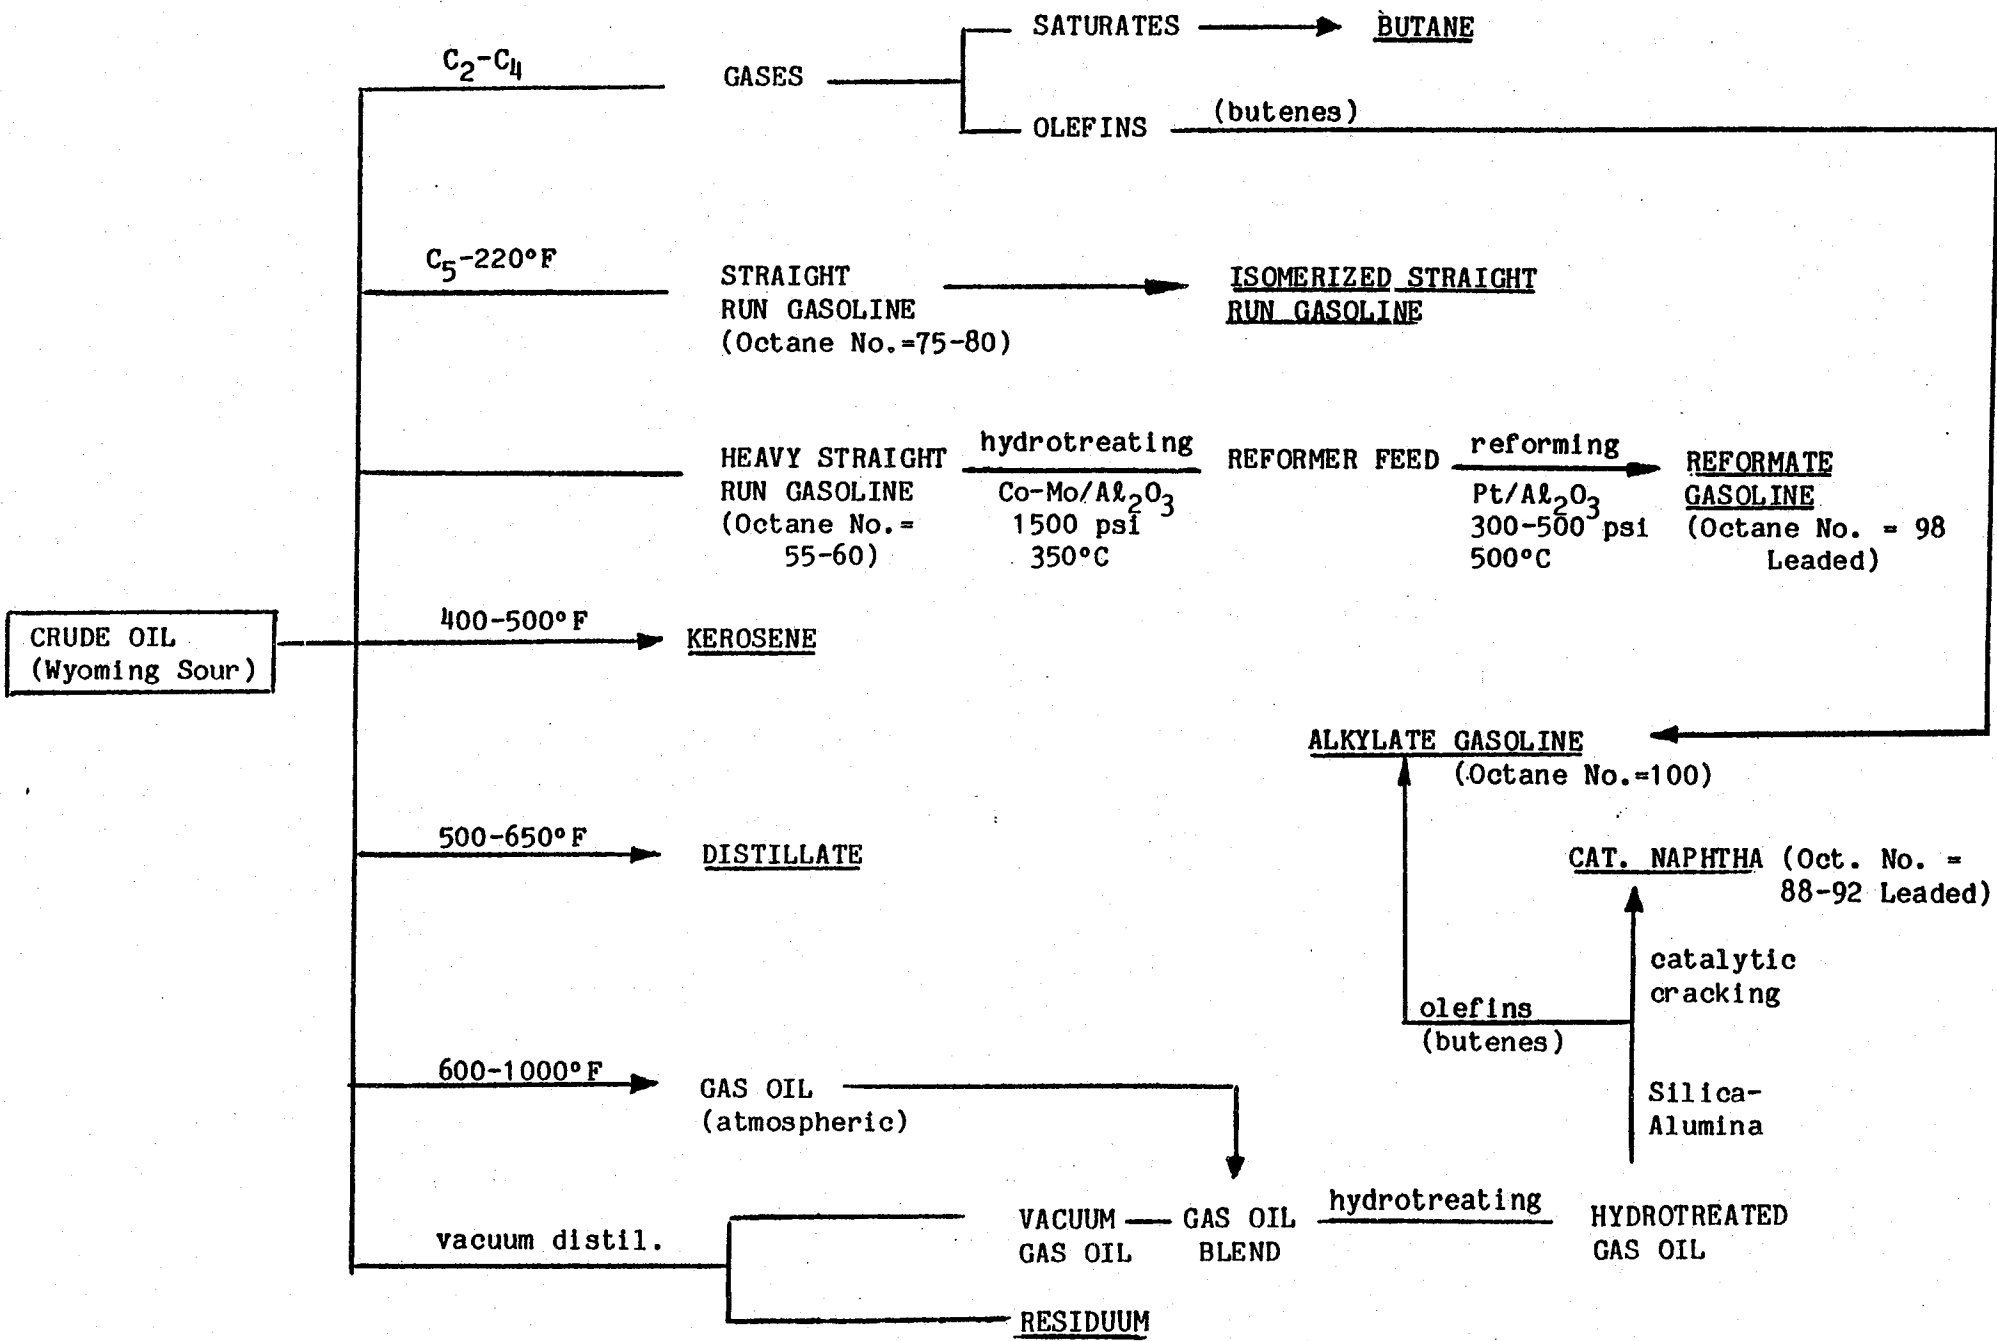 SATURATES
BUTANE
C₂-C₄
GASES
OLEFINS
(butenes)
C₅-220°F
STRAIGHT
RUN GASOLINE
(Octane No.=75-80)
ISOMERIZED STRAIGHT
RUN GASOLINE
HEAVY STRAIGHT
RUN GASOLINE
(Octane No.=
55-60)
hydrotreating
Co-Mo/Aℓ₂O₃
1500 psi
350°C
REFORMER FEED
reforming
Pt/Aℓ₂O₃
300-500 psi
500°C
REFORMATE
GASOLINE
(Octane No. = 98
Leaded)
CRUDE OIL
(Wyoming Sour)
400-500°F
KEROSENE
ALKYLATE GASOLINE
(Octane No.=100)
500-650°F
DISTILLATE
CAT. NAPHTHA (Oct. No. =
88-92 Leaded)
catalytic
cracking
olefins
(butenes)
600-1000°F
GAS OIL
(atmospheric)
Silica-
Alumina
vacuum distil.
VACUUM
GAS OIL
GAS OIL
BLEND
hydrotreating
HYDROTREATED
GAS OIL
RESIDUUM